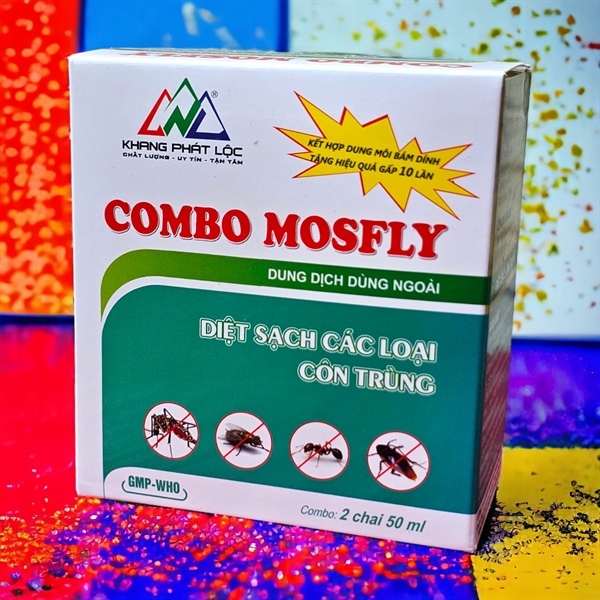 COMBO MOSFLY
®
KHANG PHÁT LỘC
CHẤT LƯỢNG - UY TÍN - TẬN TÂM
KẾT HỢP DUNG MÔI BÁM DÍNH
TĂNG HIỆU QUẢ GẤP 10 LẦN
COMBO MOSFLY
DUNG DỊCH DÙNG NGOÀI
DIỆT SẠCH CÁC LOẠI
CÔN TRÙNG
GMP-WHO
Combo: 2 chai 50 ml